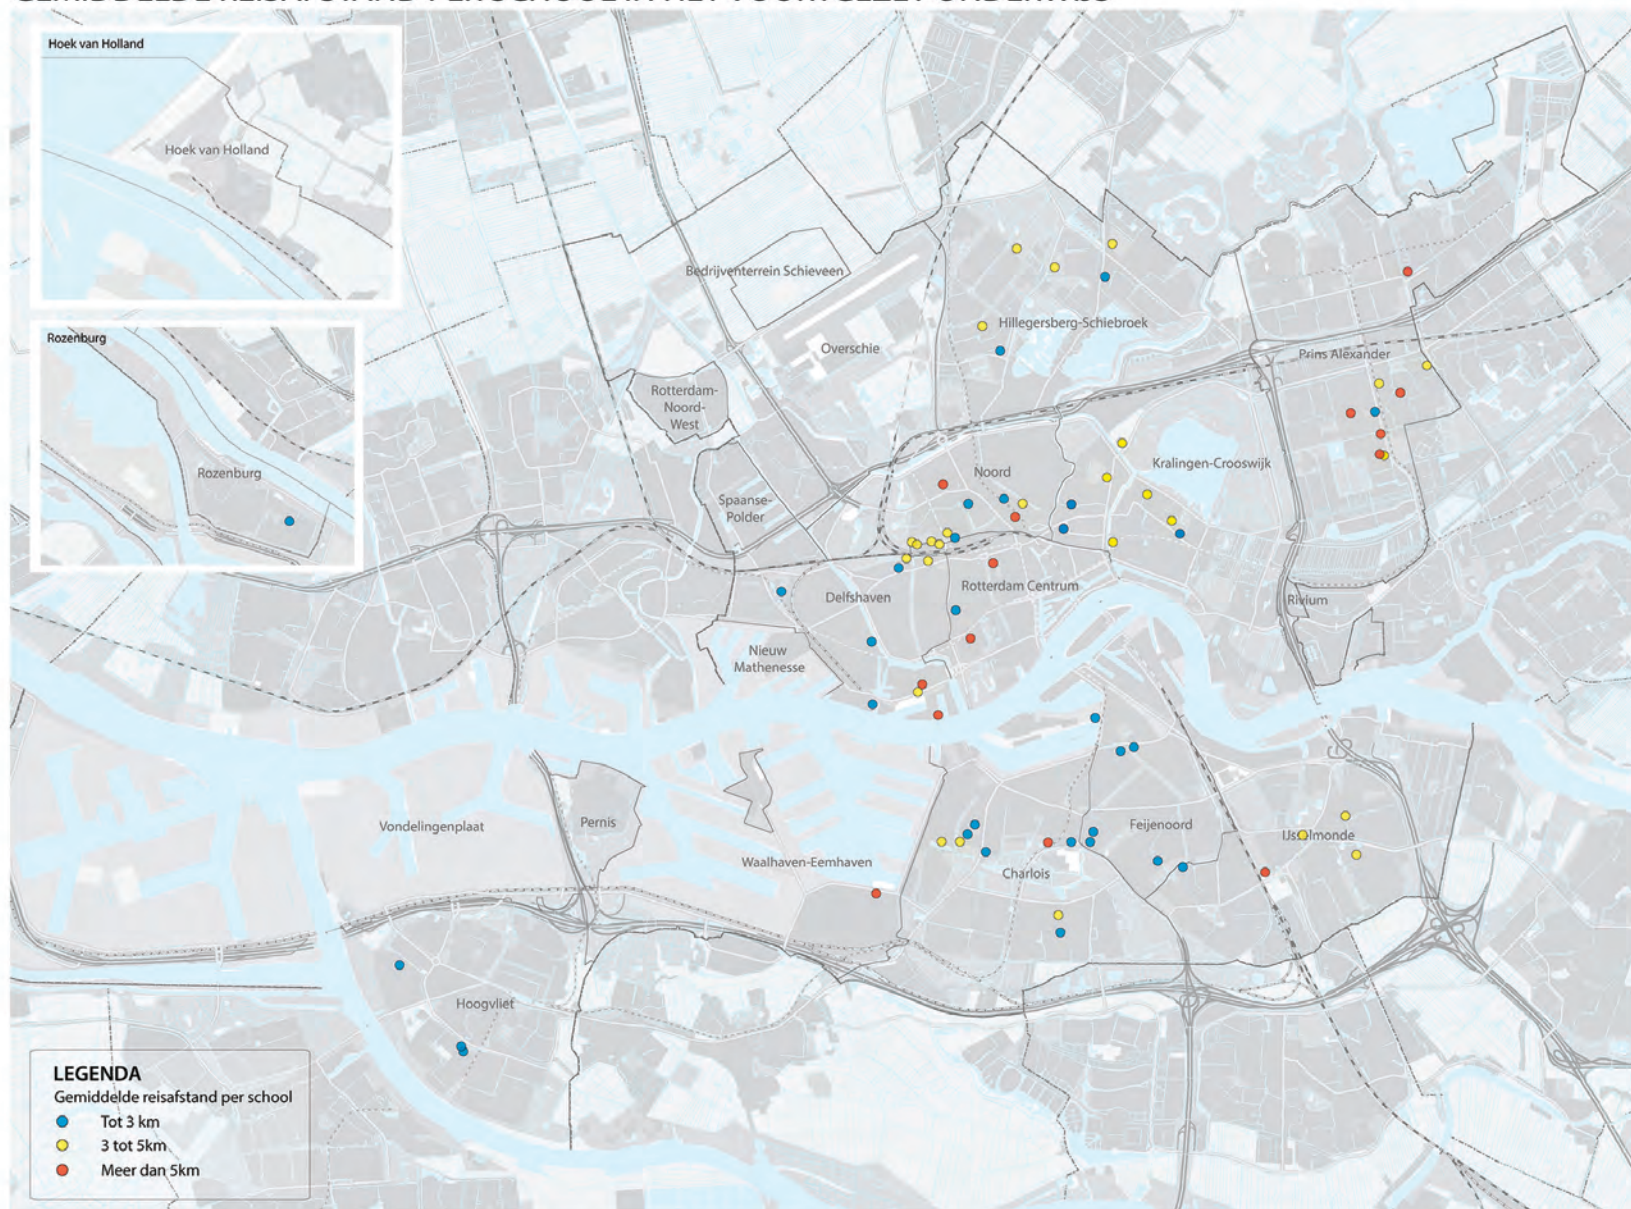 Hoek van Holland
Hoek van Holland
Bedrijventerrein Schieveen
Hillegersberg-Schiebroek
Rozenburg
Overschie
Prins Alexander
Rotterdam-
Noord-
West
Rozenburg
Noord
Kralingen-Crooswijk
Spaanse-
Polder
Delfshaven
Rotterdam Centrum
Rivium
Nieuw
Mathenesse
Vondelingenplaat
Pernis
Feijenoord
IJsselmonde
Waalhaven-Eemhaven
Charlois
Hoogvliet
LEGENDA
Gemiddelde reisafstand per school
Tot 3 km
3 tot 5km
Meer dan 5km